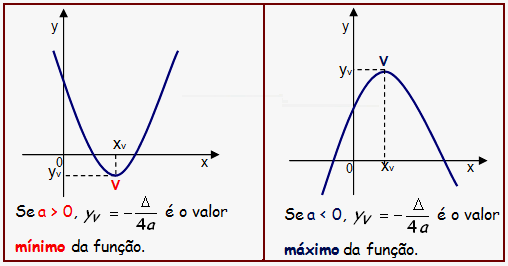 y
xᵥ
0
x
yᵥ
V
Se a > 0, yᵥ = -Δ/4a é o valor
mínimo da função.
y
V
yᵥ
0
xᵥ
x
Se a < 0, yᵥ = -Δ/4a é o valor
máximo da função.